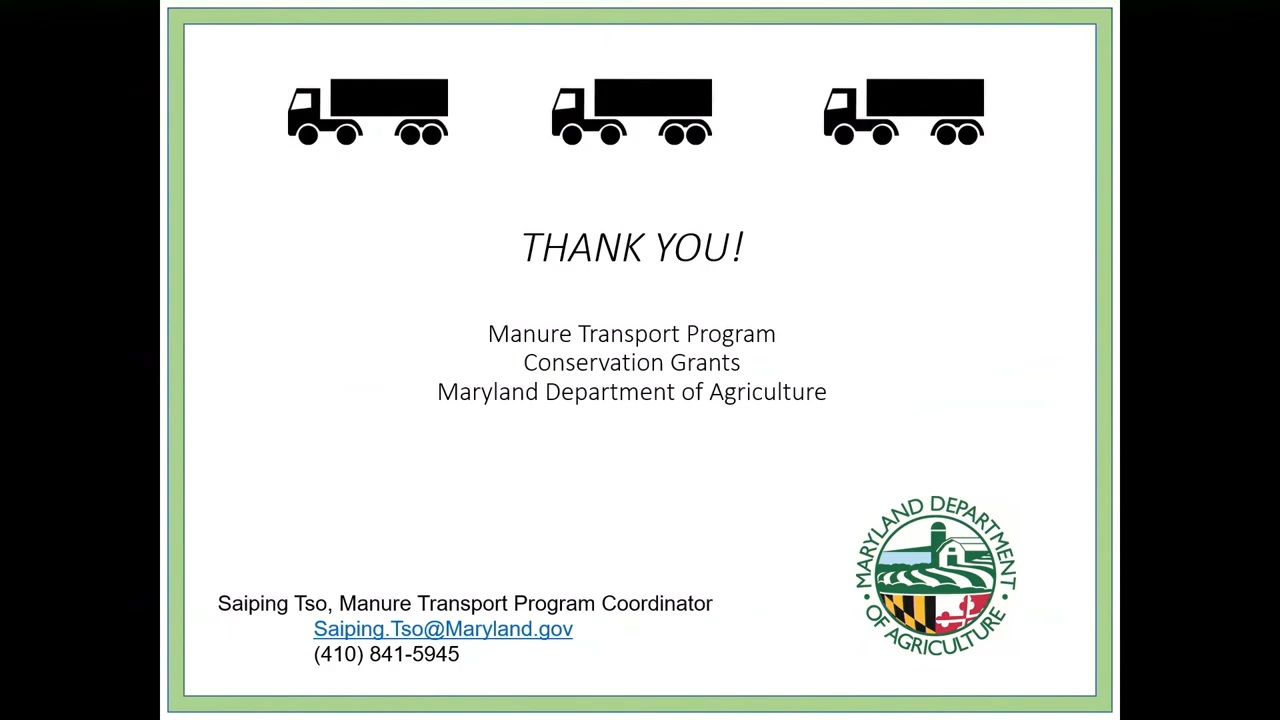 THANK YOU!
Manure Transport Program
Conservation Grants
Maryland Department of Agriculture
MARYLAND DEPARTMENT
• OF AGRICULTURE •
Saiping Tso, Manure Transport Program Coordinator
Saiping.Tso@Maryland.gov
(410) 841-5945